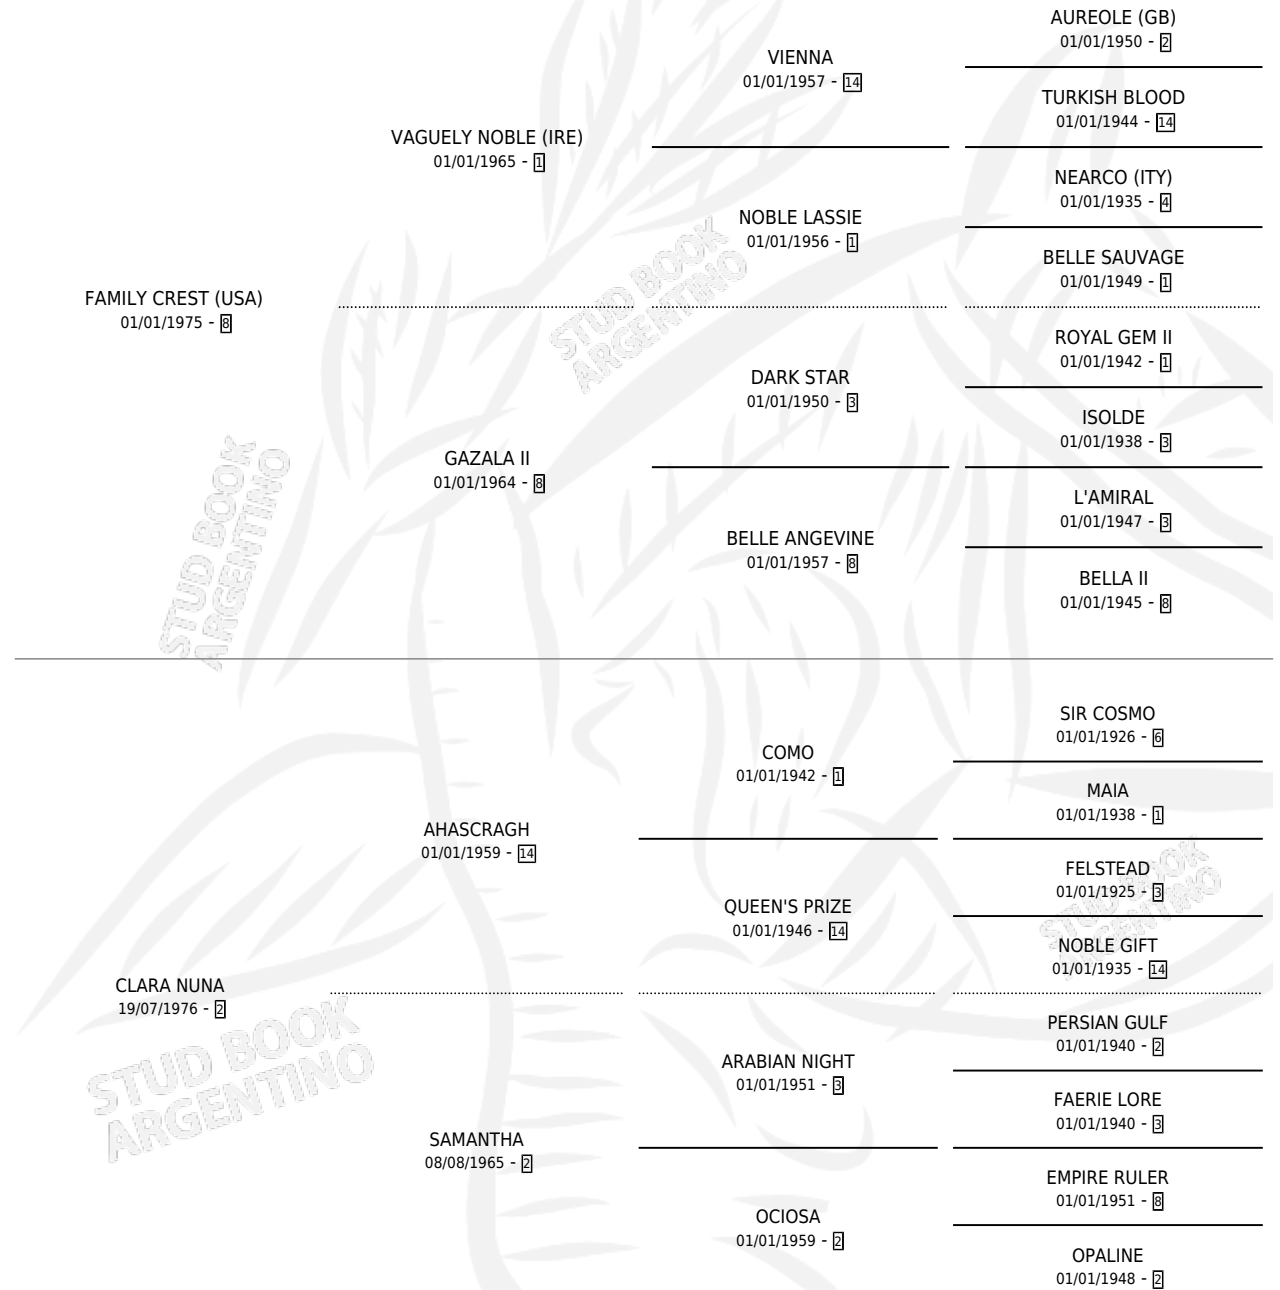 AUREOLE (GB)
01/01/1950 - 2
VIENNA
01/01/1957 - 14
TURKISH BLOOD
01/01/1944 - 14
VAGUELY NOBLE (IRE)
01/01/1965 - 1
NEARCO (ITY)
01/01/1935 - 4
NOBLE LASSIE
01/01/1956 - 1
BELLE SAUVAGE
01/01/1949 - 1
FAMILY CREST (USA)
01/01/1975 - 8
ROYAL GEM II
01/01/1942 - 1
DARK STAR
01/01/1950 - 3
ISOLDE
01/01/1938 - 3
GAZALA II
01/01/1964 - 8
L'AMIRAL
01/01/1947 - 3
BELLE ANGEVINE
01/01/1957 - 8
BELLA II
01/01/1945 - 8
STUD BOOK
ARGENTINO
STUD BOOK
ARGENTINO
SIR COSMO
01/01/1926 - 6
COMO
01/01/1942 - 1
MAIA
01/01/1938 - 1
AHASCRAGH
01/01/1959 - 14
FELSTEAD
01/01/1925 - 3
QUEEN'S PRIZE
01/01/1946 - 14
NOBLE GIFT
01/01/1935 - 14
CLARA NUNA
19/07/1976 - 2
PERSIAN GULF
01/01/1940 - 2
ARABIAN NIGHT
01/01/1951 - 3
FAERIE LORE
01/01/1940 - 3
SAMANTHA
08/08/1965 - 2
EMPIRE RULER
01/01/1951 - 8
OCIOSA
01/01/1959 - 2
OPALINE
01/01/1948 - 2
STUD BOOK
ARGENTINO
STUD BOOK
ARGENTINO